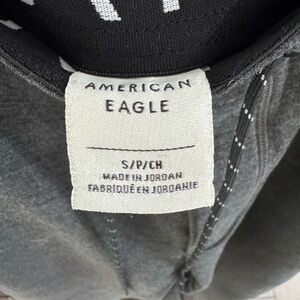 AMERICAN
EAGLE
S/P/CH
MADE IN JORDAN
FABRIQUÉ EN JORDANIE